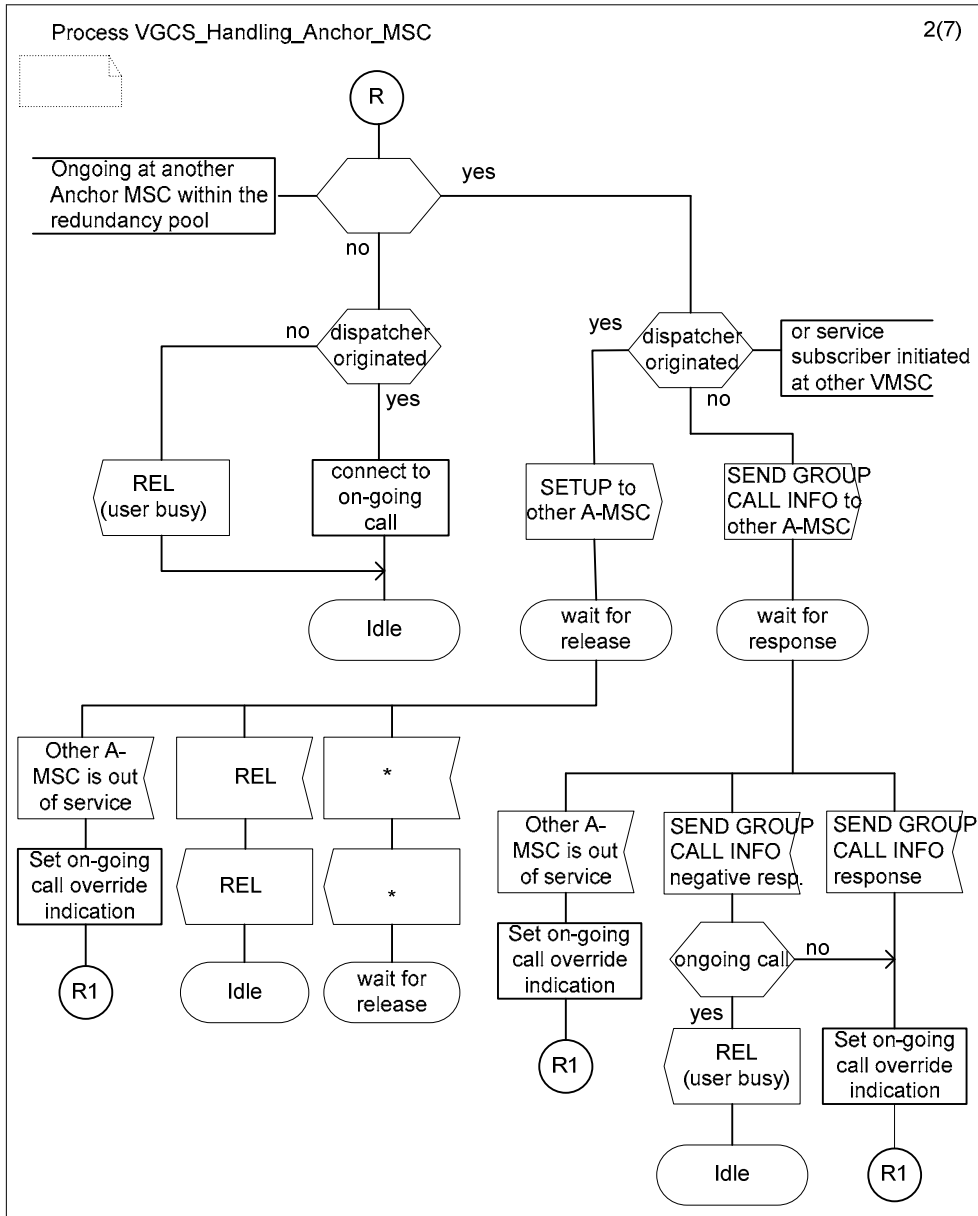 Process VGCS_Handling_Anchor_MSC
2(7)
R
Ongoing at another
Anchor MSC within the
redundancy pool
yes
no
no
dispatcher
originated
yes
yes
dispatcher
originated
no
or service
subscriber initiated
at other VMSC
REL
(user busy)
connect to
on-going
call
SETUP to
other A-MSC
SEND GROUP
CALL INFO to
other A-MSC
Idle
wait for
release
wait for
response
Other A-
MSC is out
of service
REL
*
Other A-
MSC is out
of service
SEND GROUP
CALL INFO
negative resp.
SEND GROUP
CALL INFO
response
Set on-going
call override
indication
REL
*
Set on-going
call override
indication
ongoing call
no
yes
R1
Idle
wait for
release
R1
REL
(user busy)
Set on-going
call override
indication
Idle
R1